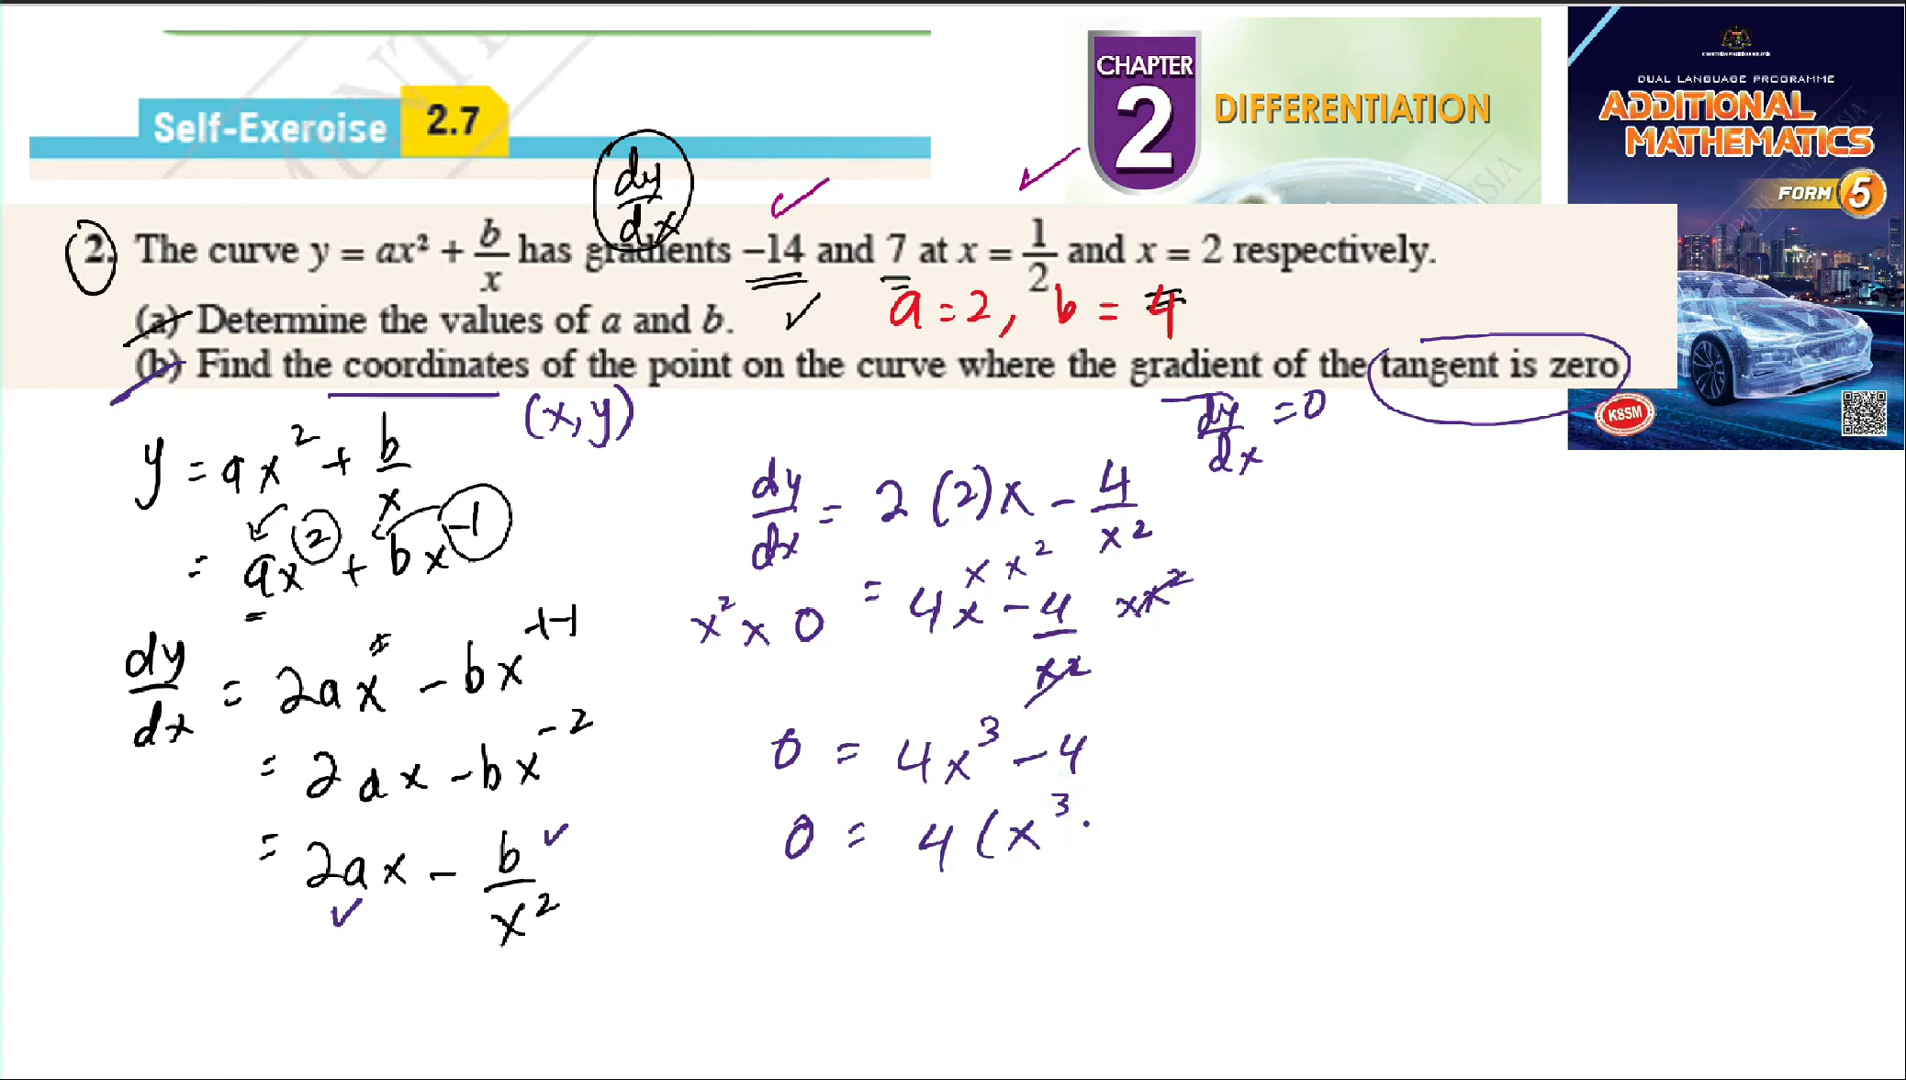 CHAPTER
2
DIFFERENTIATION
DUAL LANGUAGE PROGRAMME
ADDITIONAL
MATHEMATICS
FORM 5
KSSM
Self-Exercise 2.7
dy/dx
2. The curve y = ax² + b/x has gradients −14 and 7 at x = 1/2 and x = 2 respectively.
(a) Determine the values of a and b. ✓ a = 2, b = 4
(b) Find the coordinates of the point on the curve where the gradient of the tangent is zero
(x, y)
dy/dx = 0
y = ax² + b/x
= ax² + bx⁻¹
dy/dx = 2ax - bx⁻¹⁻¹
= 2ax - bx⁻²
= 2ax - b/x²
dy/dx = 2(2)x - 4/x²
x² x 0 = 4x x x² - 4/x² x x²
0 = 4x³ - 4
0 = 4(x³